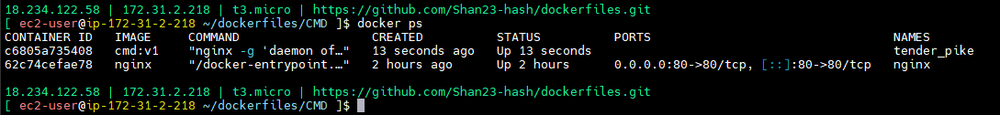 18.234.122.58 | 172.31.2.218 | t3.micro | https://github.com/Shan23-hash/dockerfiles.git
[ ec2-user@ip-172-31-2-218 ~/dockerfiles/CMD ]$ docker ps
CONTAINER ID   IMAGE     COMMAND                  CREATED          STATUS          PORTS                                 NAMES
c6805a735408   cmd:v1    "nginx -g 'daemon of…"   13 seconds ago   Up 13 seconds                                         tender_pike
62c74cefae78   nginx     "/docker-entrypoint.…"   2 hours ago      Up 2 hours      0.0.0.0:80->80/tcp, [::]:80->80/tcp   nginx
18.234.122.58 | 172.31.2.218 | t3.micro | https://github.com/Shan23-hash/dockerfiles.git
[ ec2-user@ip-172-31-2-218 ~/dockerfiles/CMD ]$